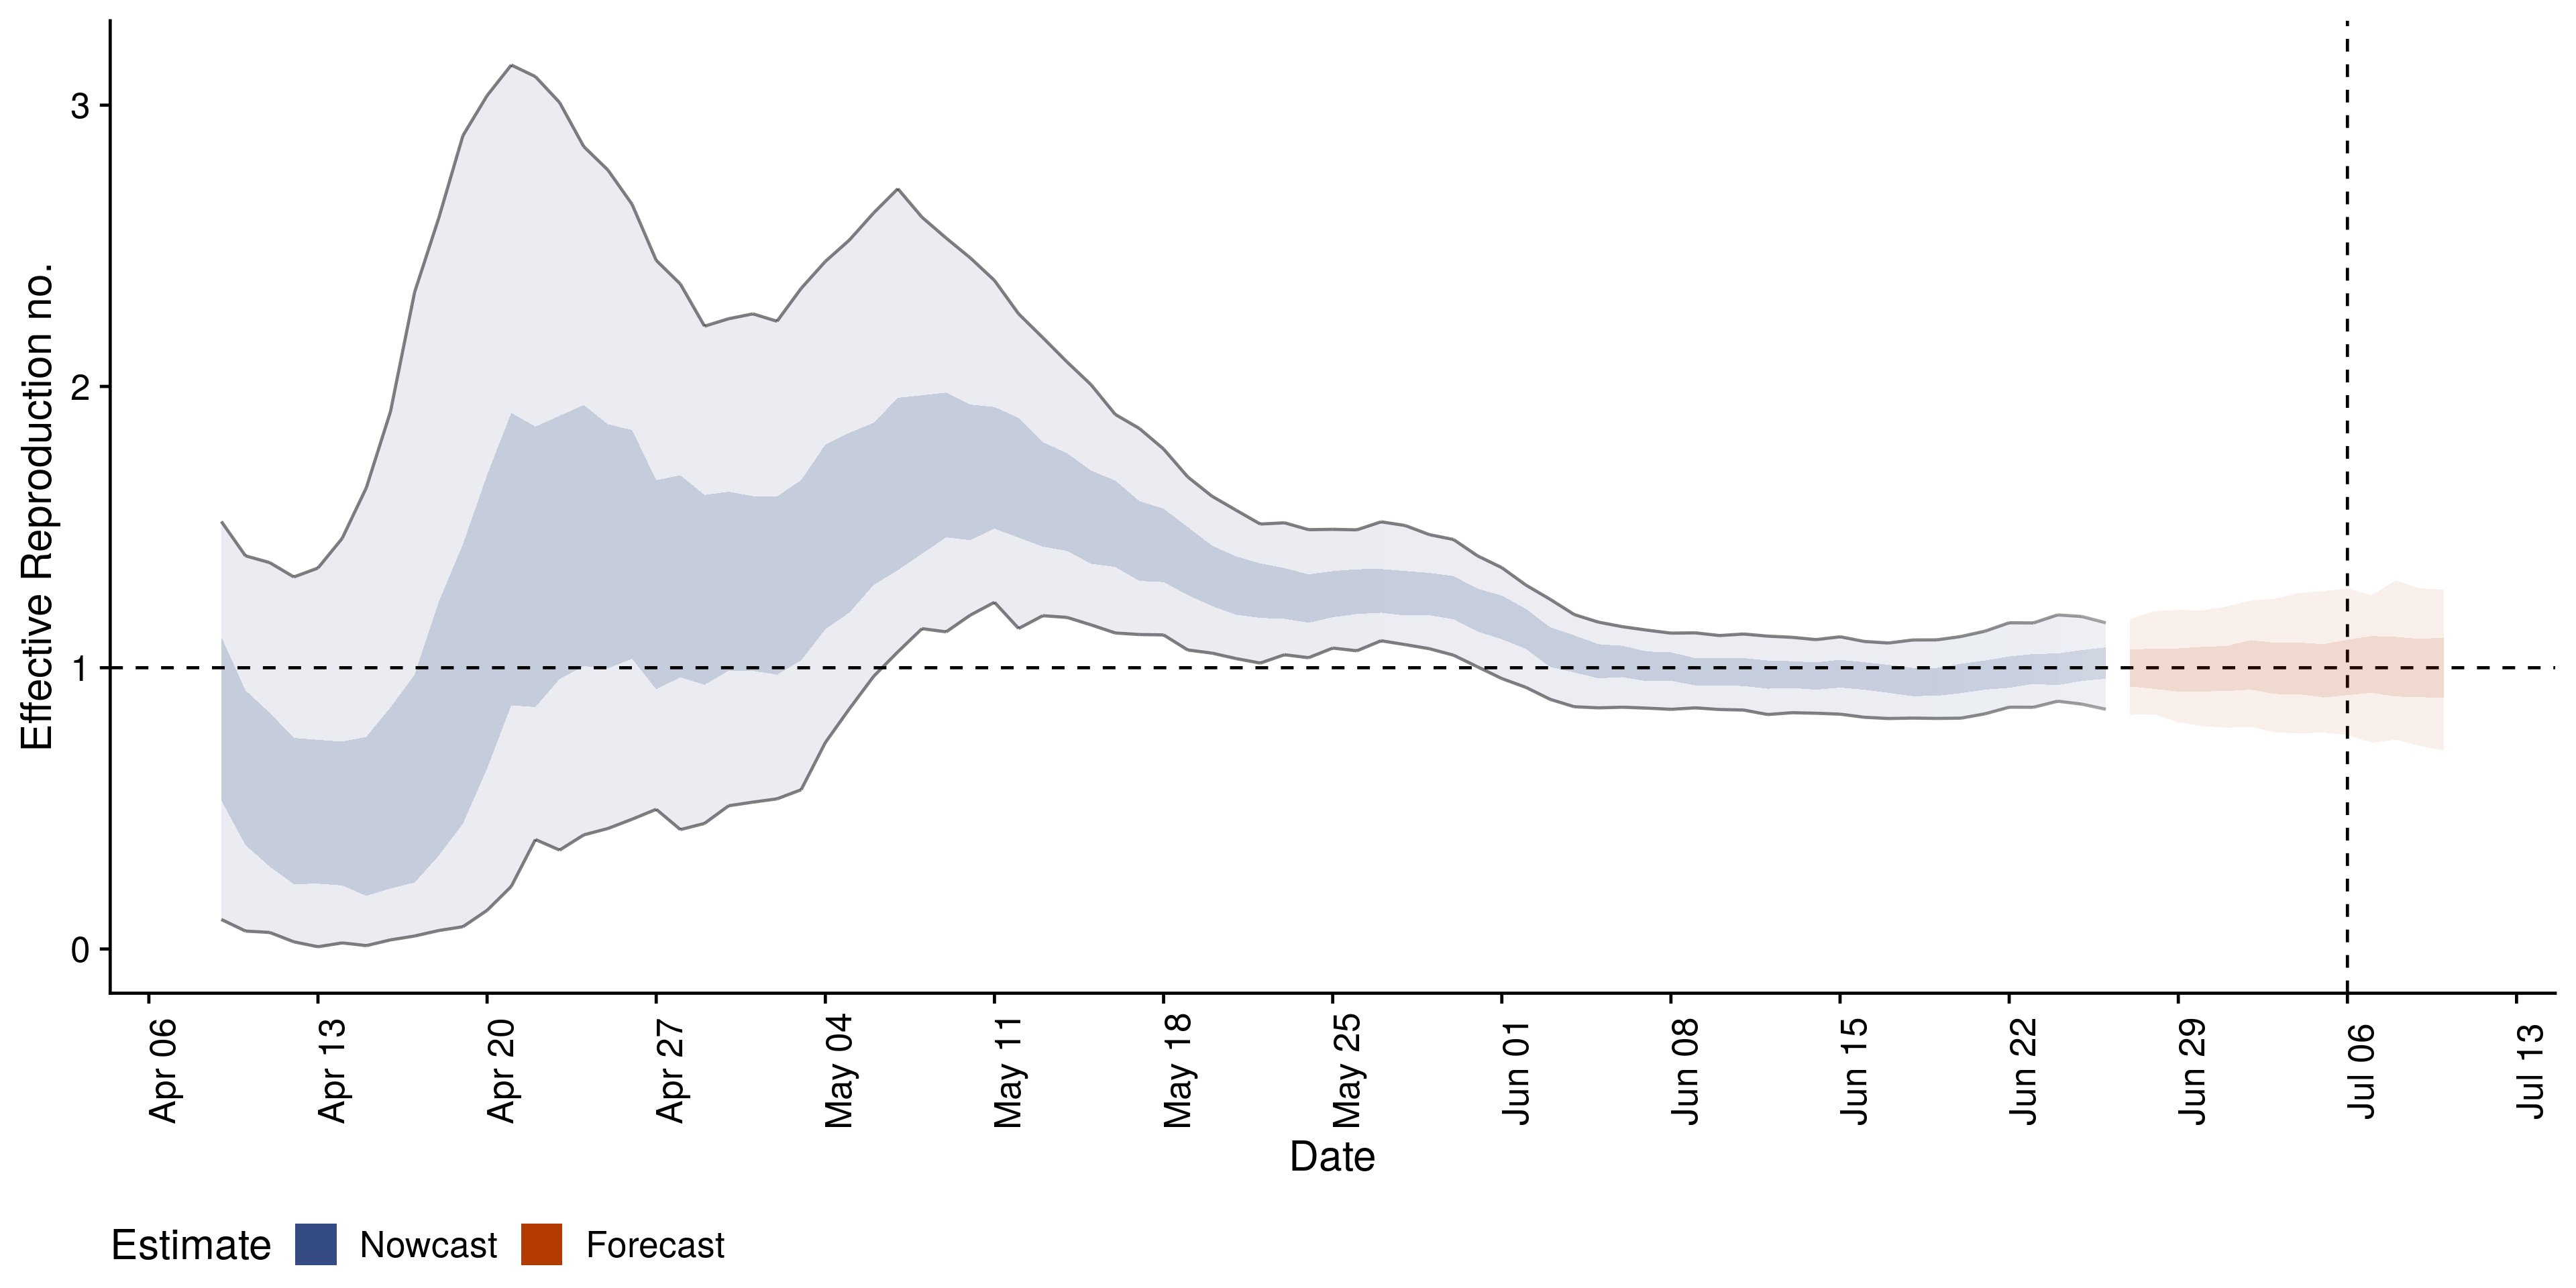 Effective Reproduction no.
3
2
1
0
Apr 06
Apr 13
Apr 20
Apr 27
May 04
May 11
May 18
May 25
Jun 01
Jun 08
Jun 15
Jun 22
Jun 29
Jul 06
Jul 13
Date
Estimate Nowcast Forecast